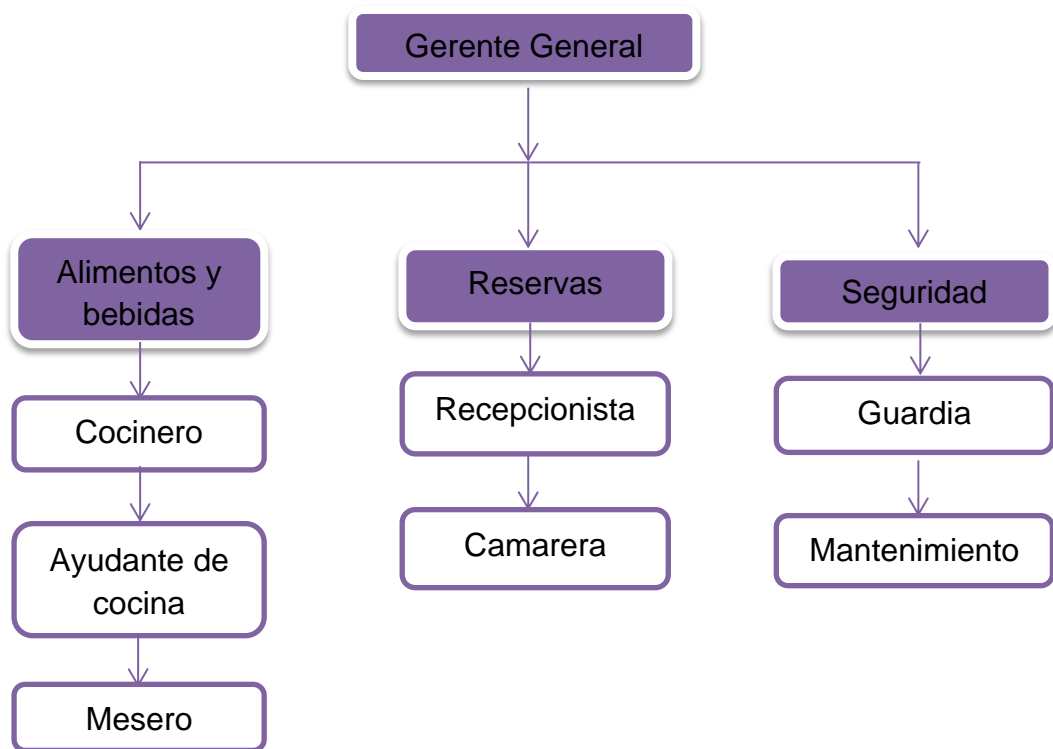 Gerente General
Alimentos y
bebidas
Reservas
Seguridad
Cocinero
Recepcionista
Guardia
Ayudante de
cocina
Camarera
Mantenimiento
Mesero